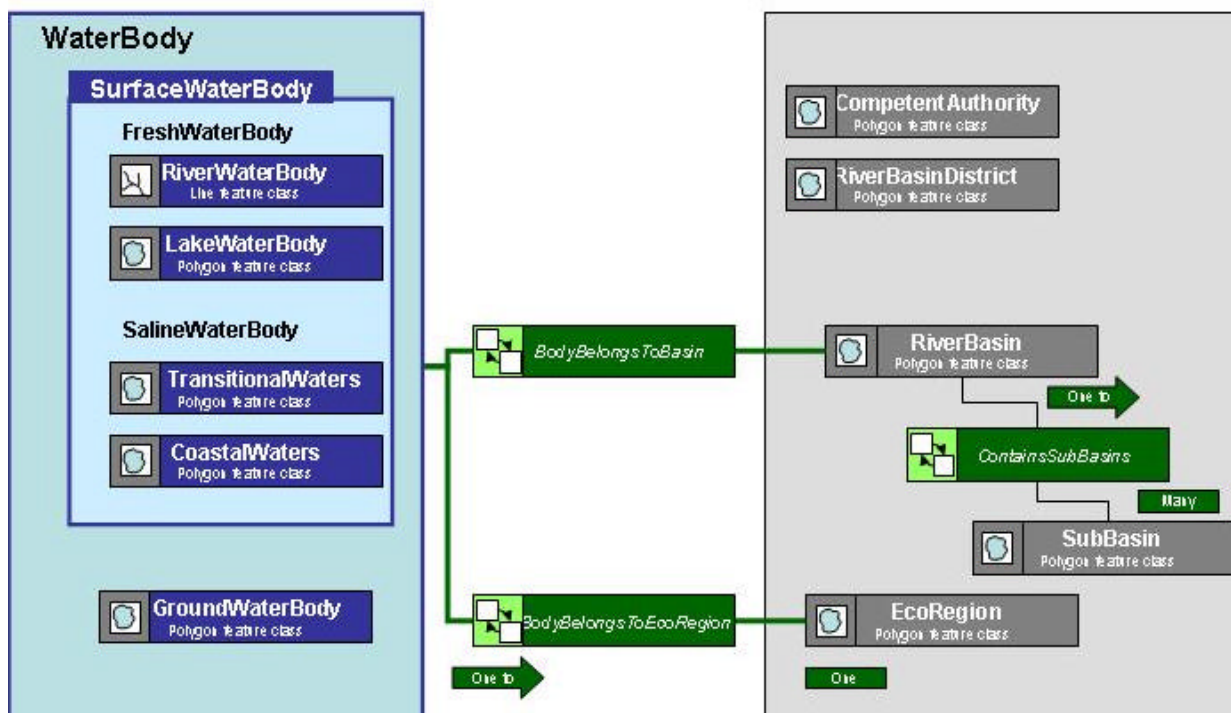 WaterBody
SurfaceWaterBody
FreshWaterBody
RiverWaterBody
Line feature class
LakeWaterBody
Polygon feature class
SalineWaterBody
TransitionalWaters
Polygon feature class
CoastalWaters
Polygon feature class
GroundWaterBody
Polygon feature class
BodyBelongsToBasin
BodyBelongsToEcoRegion
One to
CompetentAuthority
Polygon feature class
RiverBasinDistrict
Polygon feature class
RiverBasin
Polygon feature class
One to
ContainsSubBasins
Many
SubBasin
Polygon feature class
EcoRegion
Polygon feature class
One